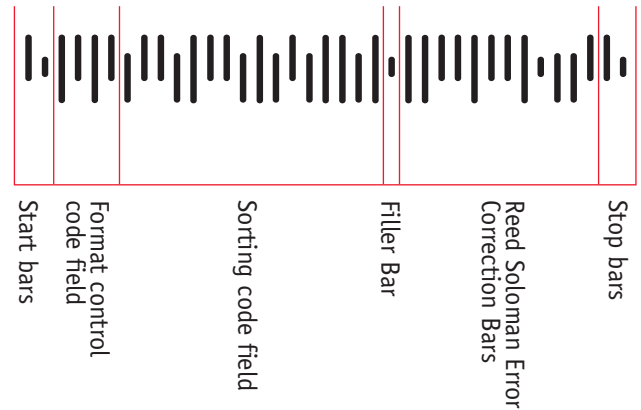 Start bars
Format control
code field
Sorting code field
Filler Bar
Reed Soloman Error
Correction Bars
Stop bars